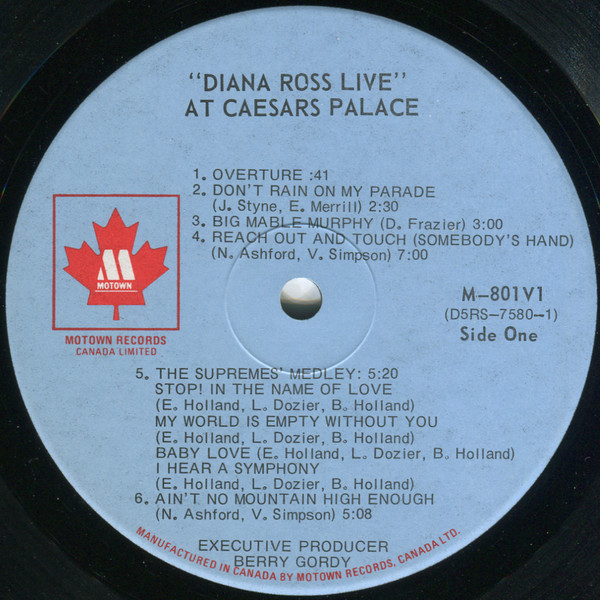 "DIANA ROSS LIVE"
AT CAESARS PALACE
1. OVERTURE :41
2. DON'T RAIN ON MY PARADE
(J. Styne, E. Merrill) 2:30
3. BIG MABLE MURPHY (D. Frazier) 3:00
4. REACH OUT AND TOUCH (SOMEBODY'S HAND)
(N. Ashford, V. Simpson) 7:00
M
MOTOWN
MOTOWN RECORDS
CANADA LIMITED
M-801V1
(D5RS-7580-1)
Side One
5. THE SUPREMES' MEDLEY: 5:20
STOP! IN THE NAME OF LOVE
(E. Holland, L. Dozier, B. Holland)
MY WORLD IS EMPTY WITHOUT YOU
(E. Holland, L. Dozier, B. Holland)
BABY LOVE (E. Holland, L. Dozier, B. Holland)
I HEAR A SYMPHONY
(E. Holland, L. Dozier, B. Holland)
6. AIN'T NO MOUNTAIN HIGH ENOUGH
(N. Ashford, V. Simpson) 5:08
EXECUTIVE PRODUCER
BERRY GORDY
MANUFACTURED IN CANADA BY MOTOWN RECORDS, CANADA LTD.